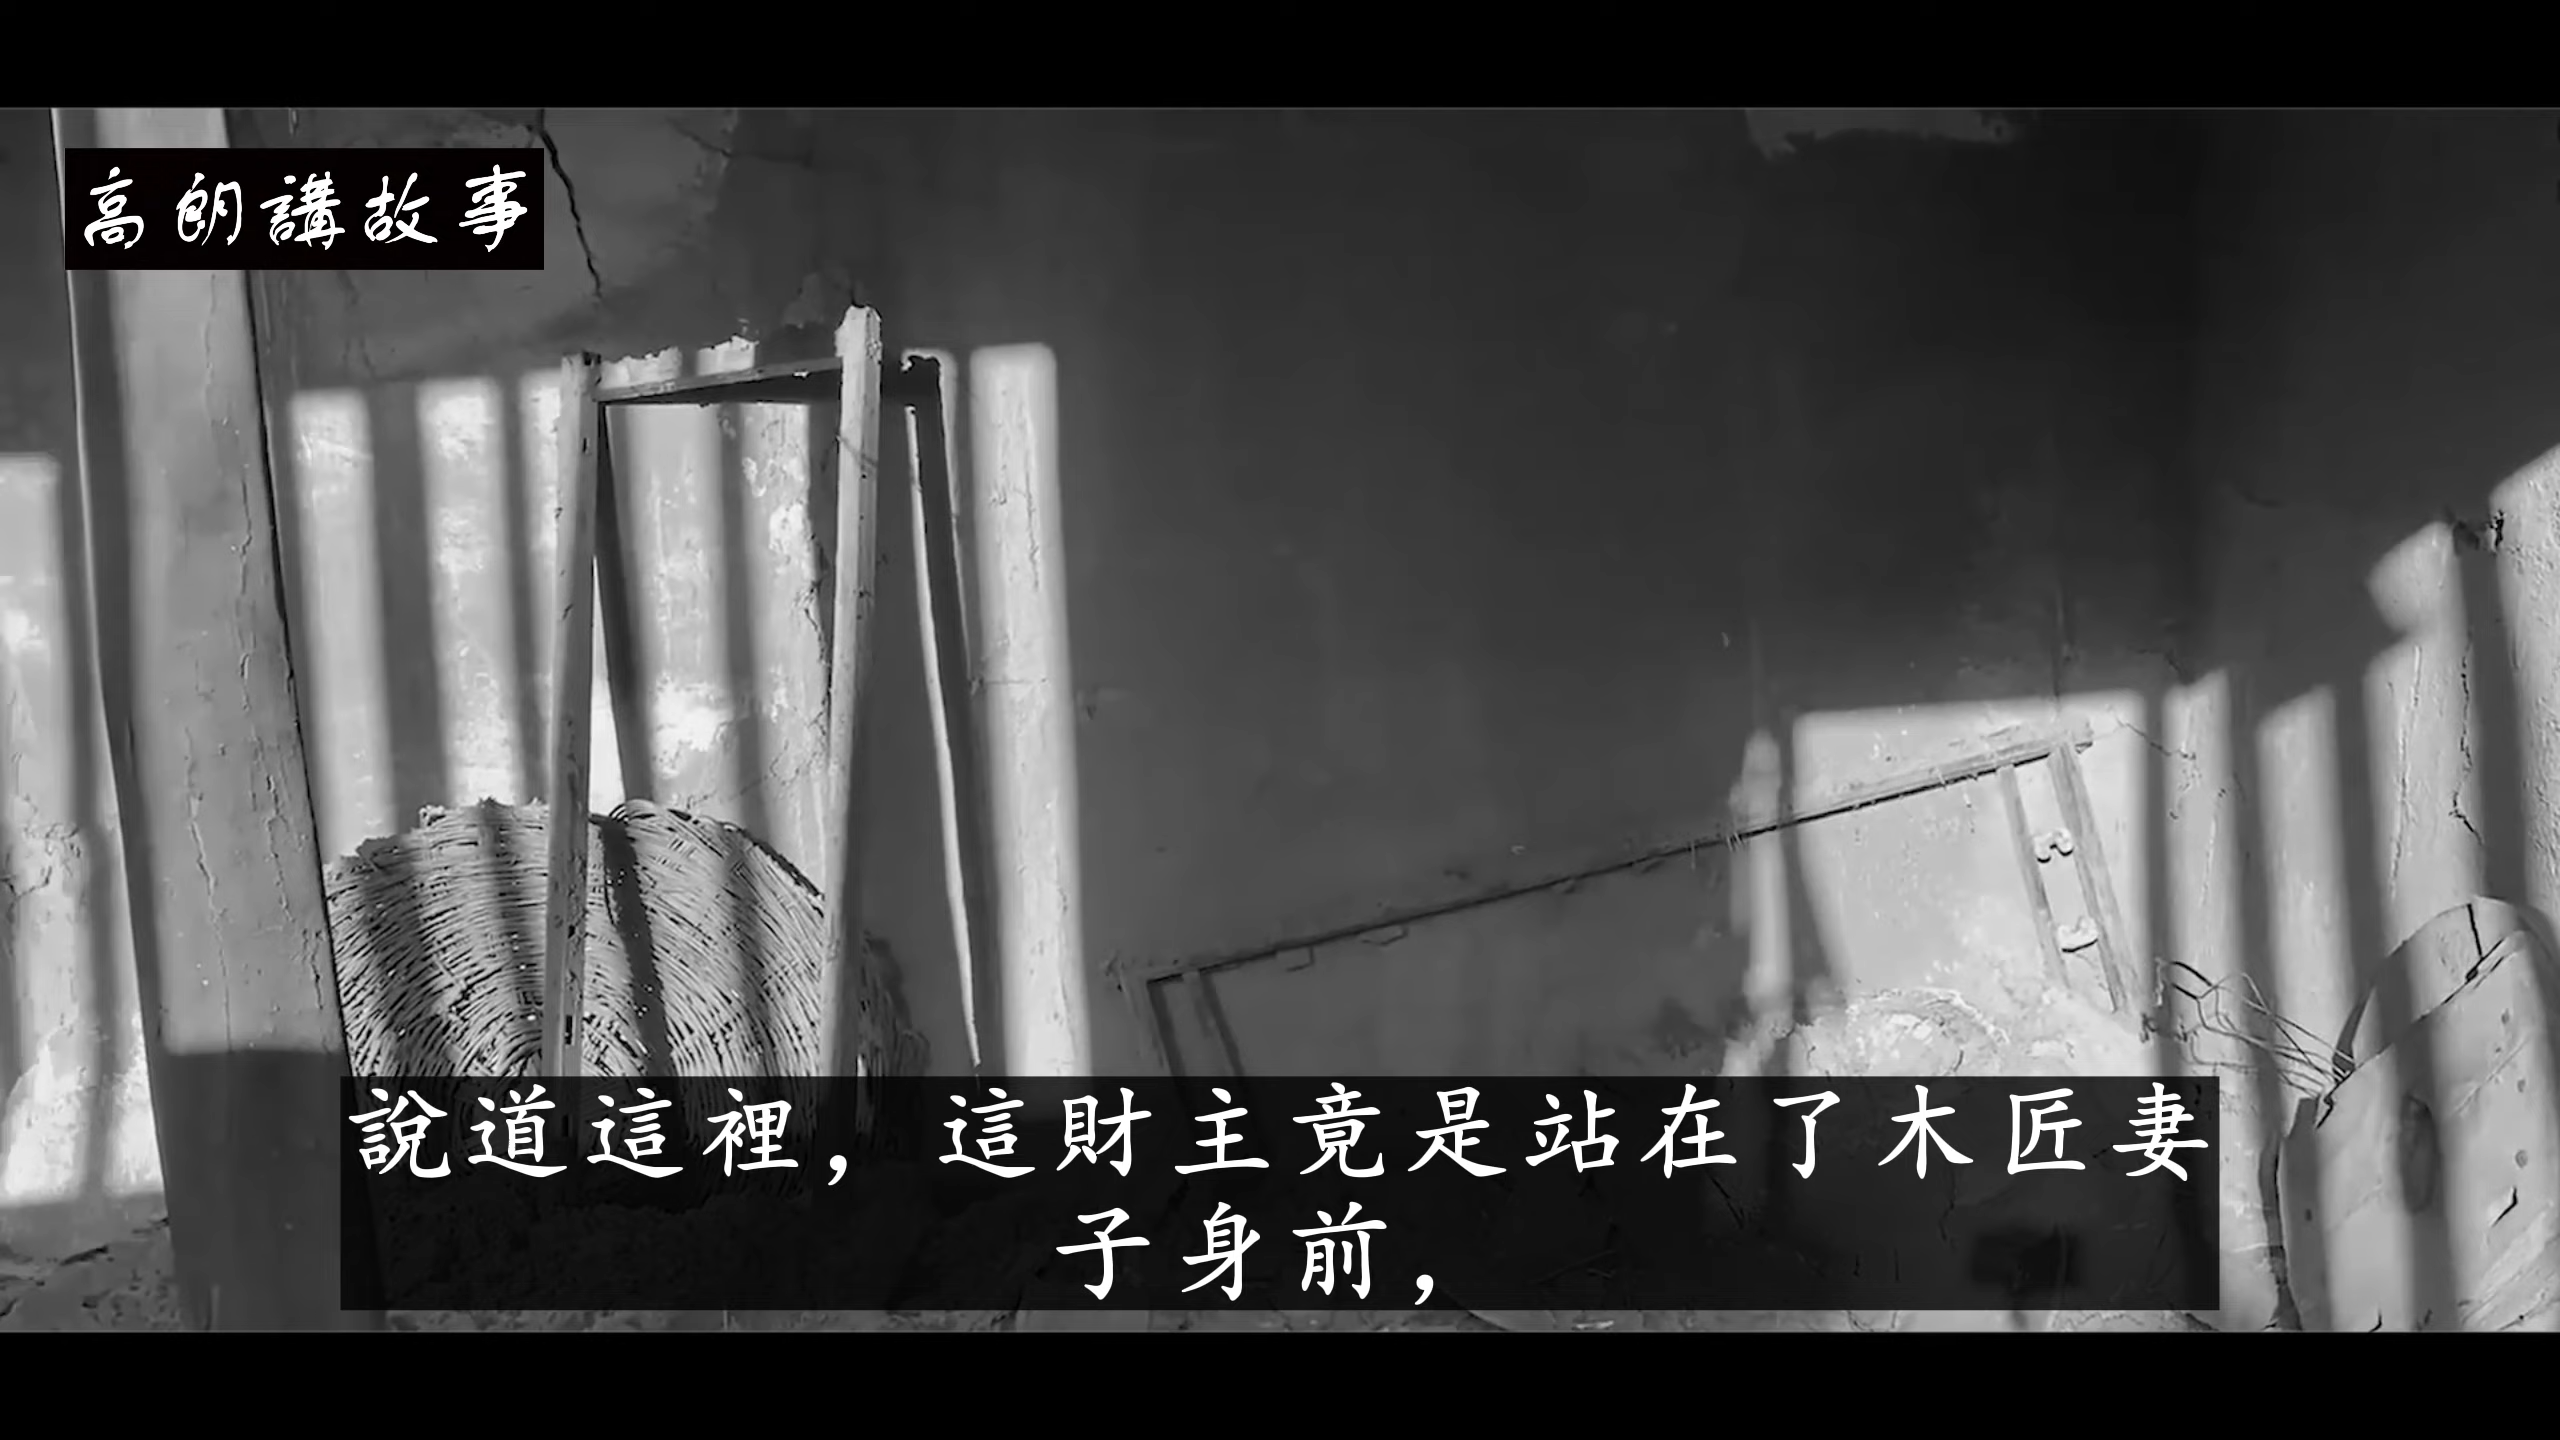 高朗講故事
說道這裡，這財主竟是站在了木匠妻
子身前，